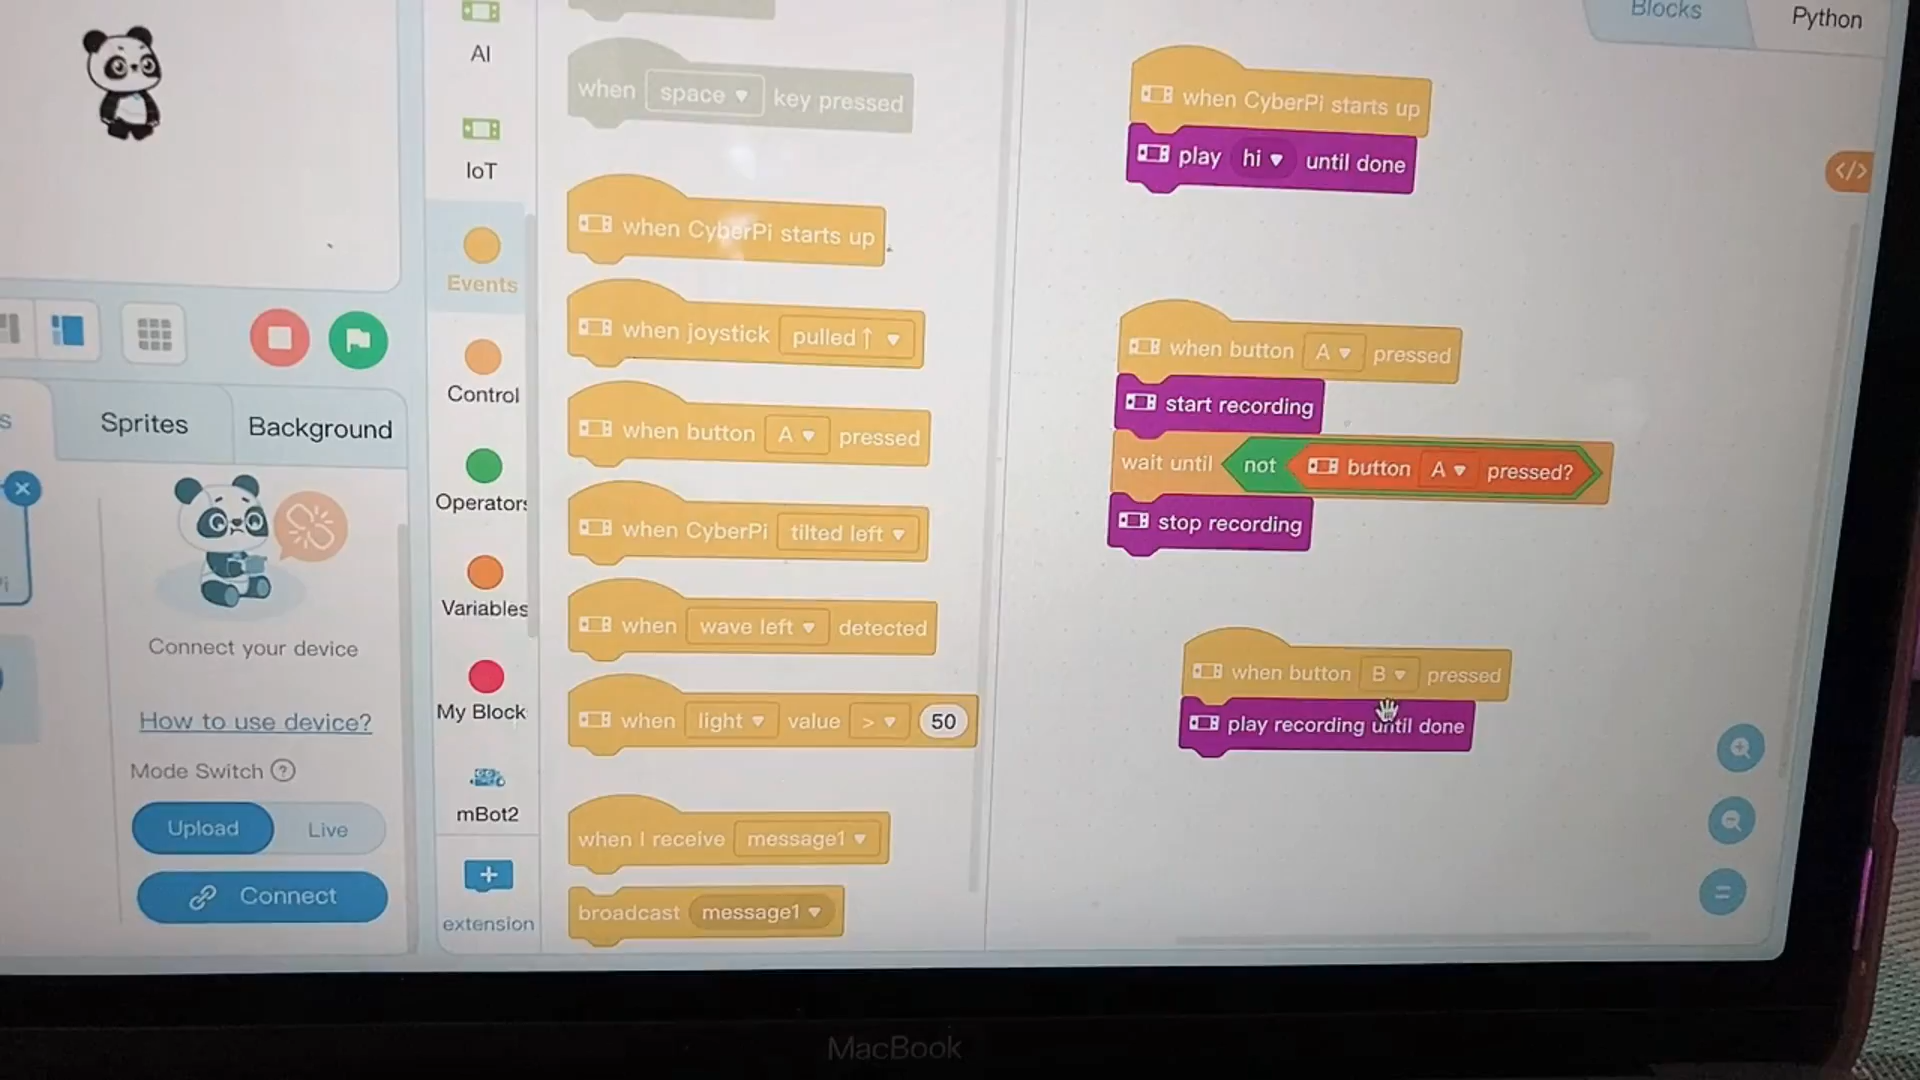 Blocks
Python
AI
IoT
Events
Control
Operators
Variables
My Block
mBot2
extension
when space key pressed
when CyberPi starts up
when joystick pulled ↑
when button A pressed
when CyberPi tilted left
when wave left detected
when light value > 50
when I receive message1
broadcast message1
when CyberPi starts up
play hi until done
when button A pressed
start recording
wait until not button A pressed?
stop recording
when button B pressed
play recording until done
Sprites
Background
Connect your device
How to use device?
Mode Switch ?
Upload
Live
Connect
MacBook